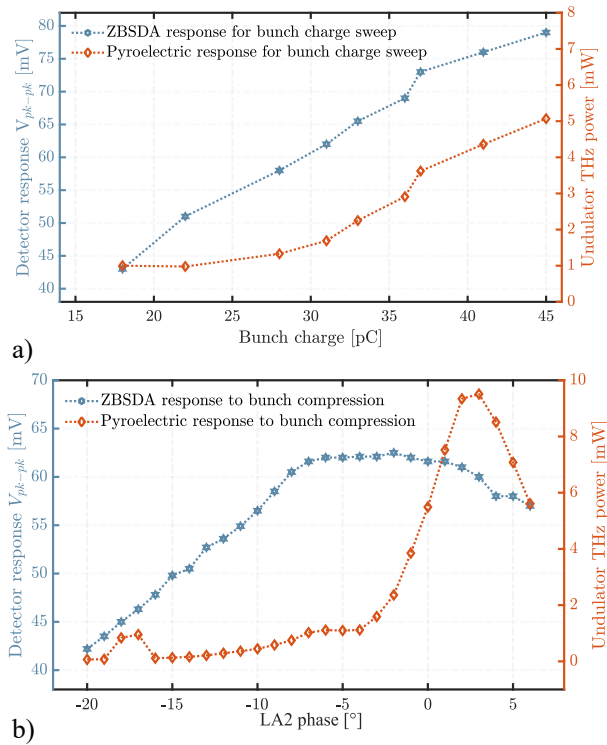 ZBSDA response for bunch charge sweep
Pyroelectric response for bunch charge sweep
80
75
70
65
60
55
50
45
40
Detector response V_{pk-pk} [mV]
8
7
6
5
4
3
2
1
0
Undulator THz power [mW]
15 20 25 30 35 40 45
Bunch charge [pC]
a)
ZBSDA response to bunch compression
Pyroelectric response to bunch compression
70
65
60
55
50
45
40
Detector response V_{pk-pk} [mV]
10
8
6
4
2
0
Undulator THz power [mW]
-20 -15 -10 -5 0 5
LA2 phase [°]
b)